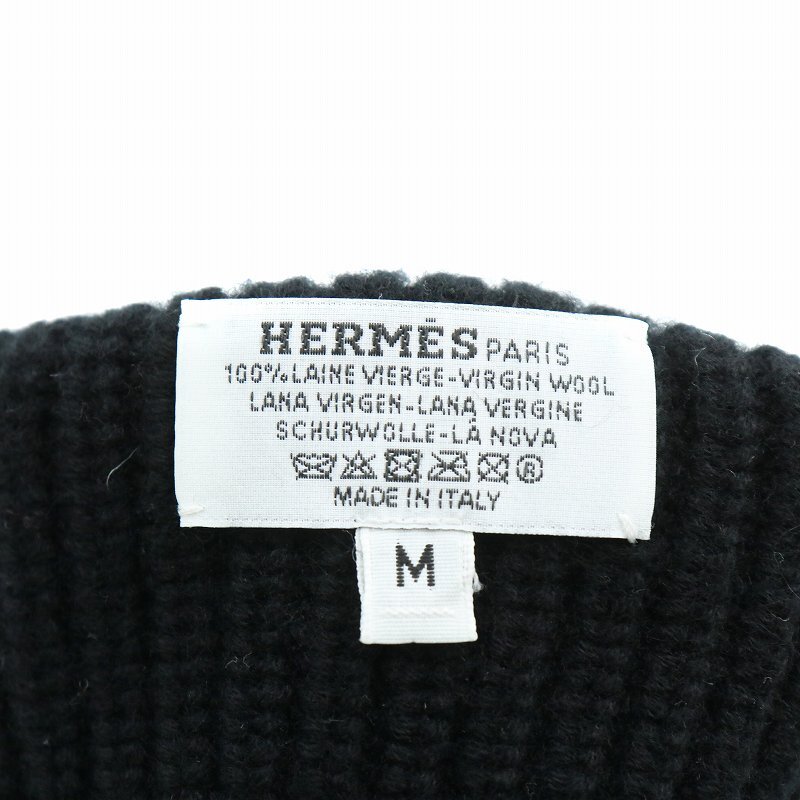 HERMÈS PARIS
100% LAINE VIERGE-VIRGIN WOOL
LANA VIRGEN-LANA VERGINE
SCHURWOLLE-LÃ NOVA
®
MADE IN ITALY
M